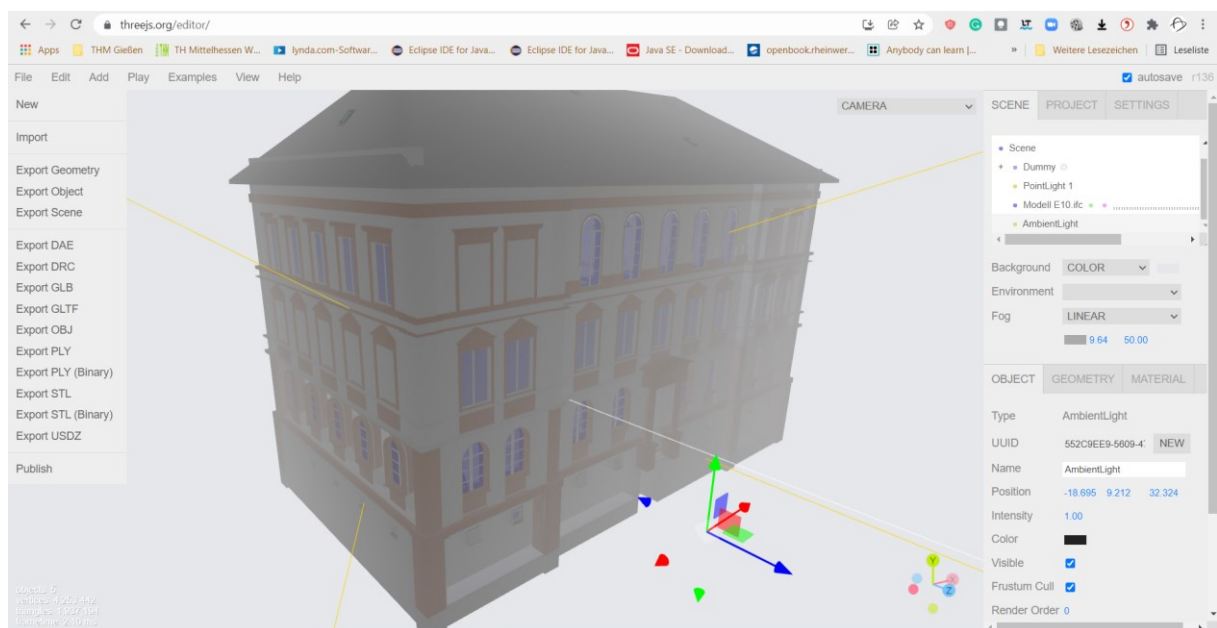 threejs.org/editor/
Apps THM Gießen TH Mittelhessen W... lynda.com-Softwar... Eclipse IDE for Java... Eclipse IDE for Java... Java SE - Download... openbook.rheinwer... Anybody can learn |... » Weitere Lesezeichen Leseliste
File Edit Add Play Examples View Help autosave r136
New
Import
Export Geometry
Export Object
Export Scene
Export DAE
Export DRC
Export GLB
Export GLTF
Export OBJ
Export PLY
Export PLY (Binary)
Export STL
Export STL (Binary)
Export USDZ
Publish
CAMERA
Y
X
Z
SCENE PROJECT SETTINGS
Scene
+ Dummy
PointLight 1
Modell E10.ifc
AmbientLight
Background COLOR
Environment
Fog LINEAR
9.64 50.00
OBJECT GEOMETRY MATERIAL
Type AmbientLight
UUID 552C9EE9-5609-4 NEW
Name AmbientLight
Position -18.695 9.212 32.324
Intensity 1.00
Color
Visible
Frustum Cull
Render Order 0